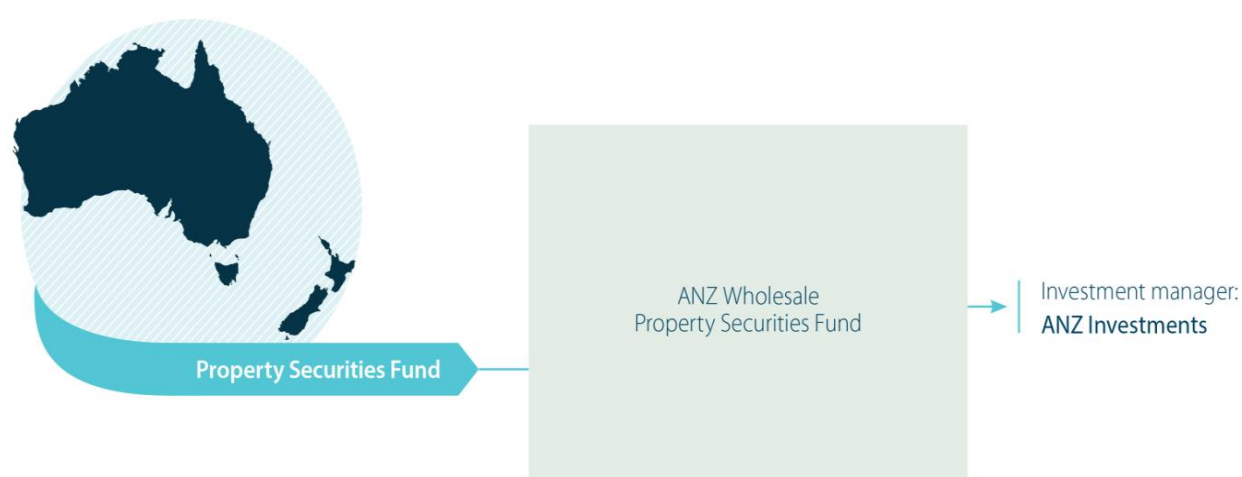 Property Securities Fund
ANZ Wholesale
Property Securities Fund
Investment manager:
ANZ Investments